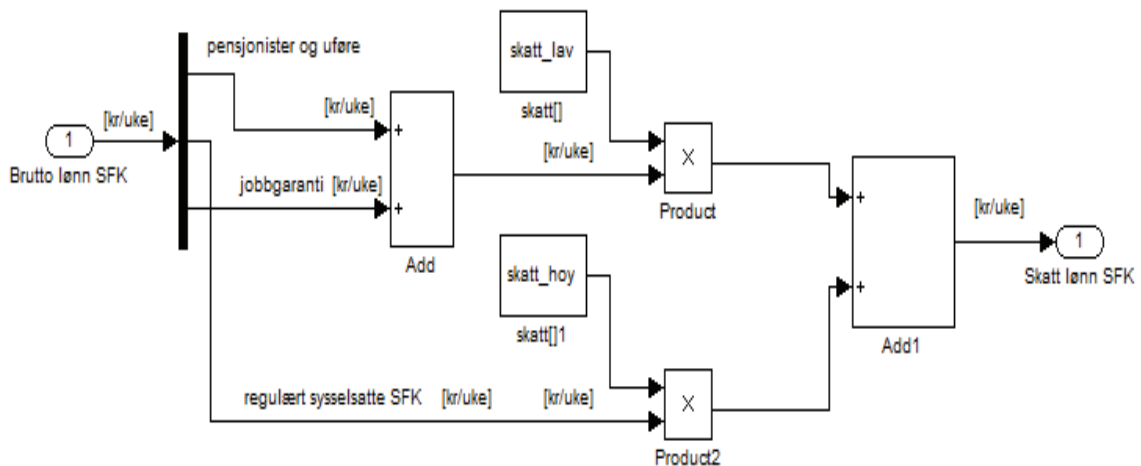 pensjonister og uføre
skatt_lav
skatt[]
[kr/uke]
[kr/uke]
+
1
Brutto lønn SFK
[kr/uke]
X
Product
jobbgaranti [kr/uke]
+
Add
+
[kr/uke]
1
Skatt lønn SFK
skatt_hoy
skatt[]1
+
Add1
regulært sysselsatte SFK [kr/uke] [kr/uke]
X
Product2